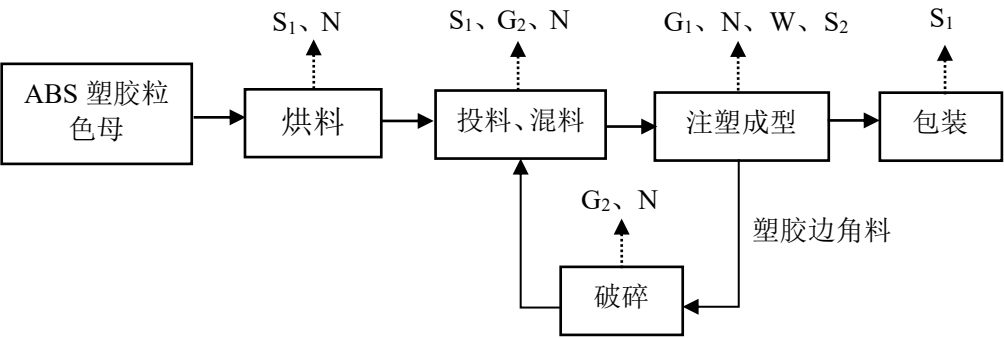 S₁、N
S₁、G₂、N
G₁、N、W、S₂
S₁
ABS 塑胶粒
色母
烘料
投料、混料
注塑成型
包装
G₂、N
塑胶边角料
破碎